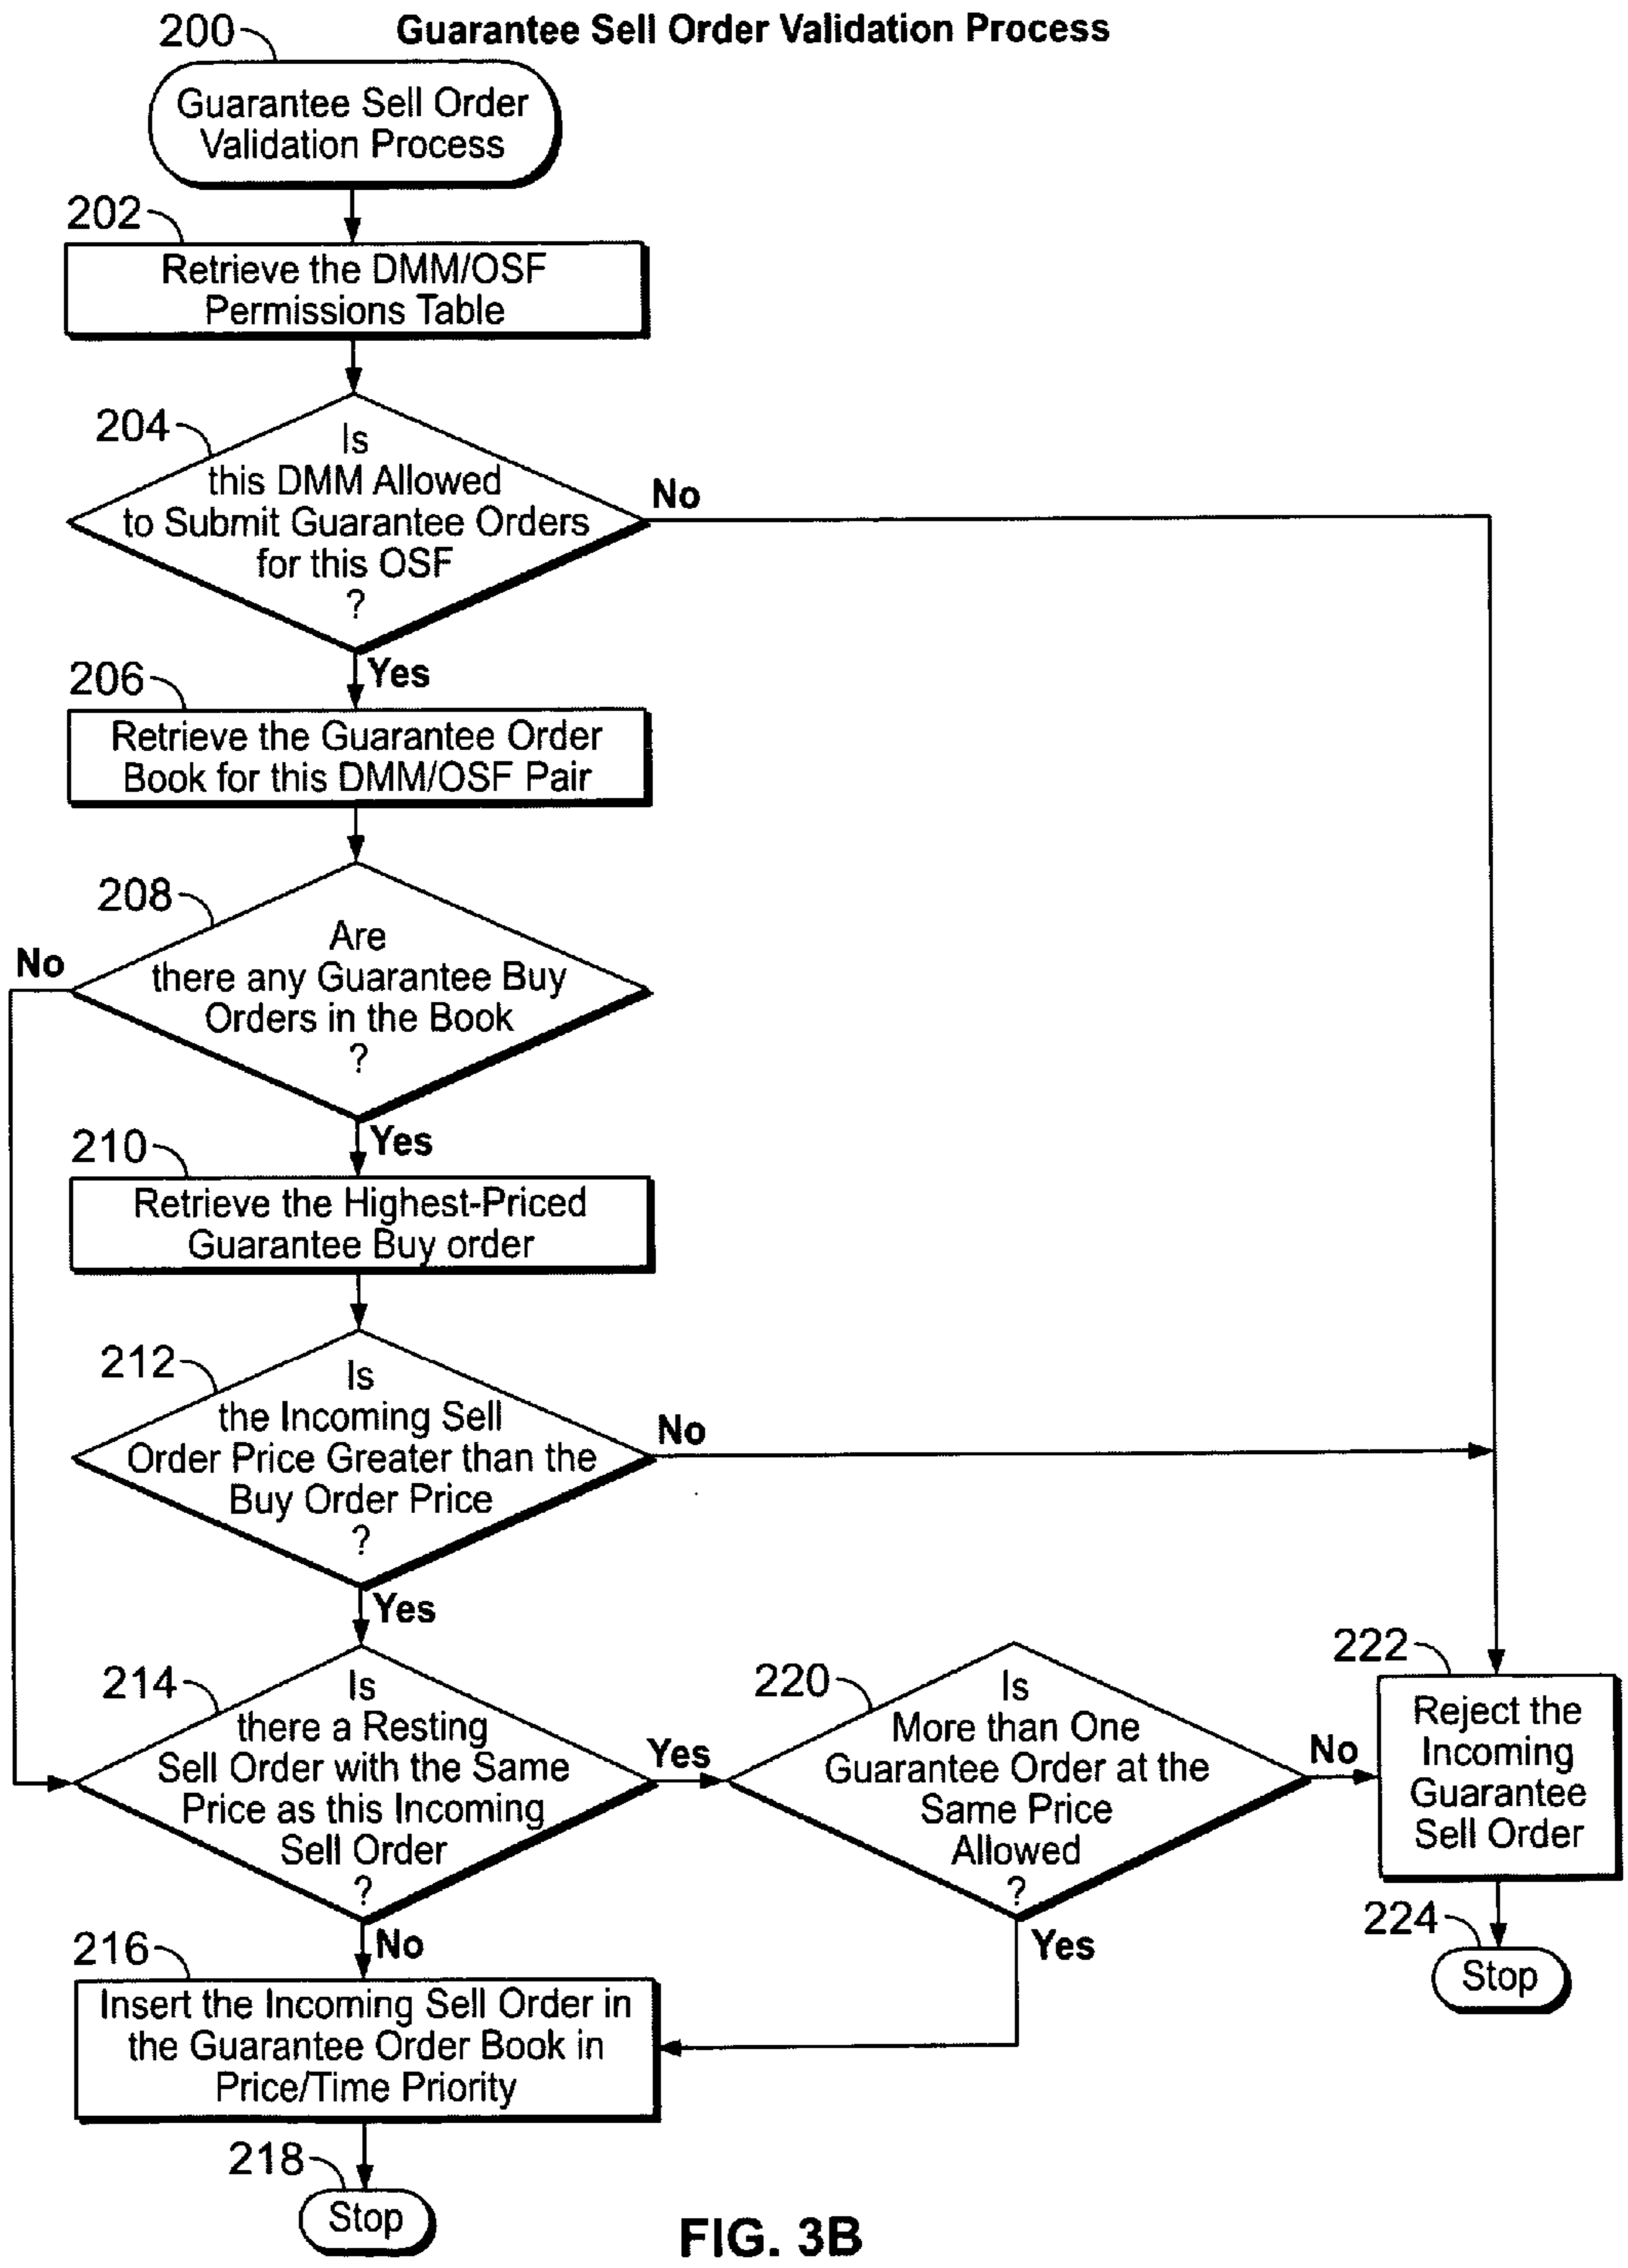 Guarantee Sell Order Validation Process
200
Guarantee Sell Order
Validation Process
202
Retrieve the DMM/OSF
Permissions Table
204
Is
this DMM Allowed
to Submit Guarantee Orders
for this OSF
?
No
Yes
206
Retrieve the Guarantee Order
Book for this DMM/OSF Pair
208
Are
there any Guarantee Buy
Orders in the Book
?
No
Yes
210
Retrieve the Highest-Priced
Guarantee Buy order
212
Is
the Incoming Sell
Order Price Greater than the
Buy Order Price
?
No
Yes
214
Is
there a Resting
Sell Order with the Same
Price as this Incoming
Sell Order
?
Yes
No
220
Is
More than One
Guarantee Order at the
Same Price
Allowed
?
No
Yes
222
Reject the
Incoming
Guarantee
Sell Order
224
Stop
216
Insert the Incoming Sell Order in
the Guarantee Order Book in
Price/Time Priority
218
Stop
FIG. 3B